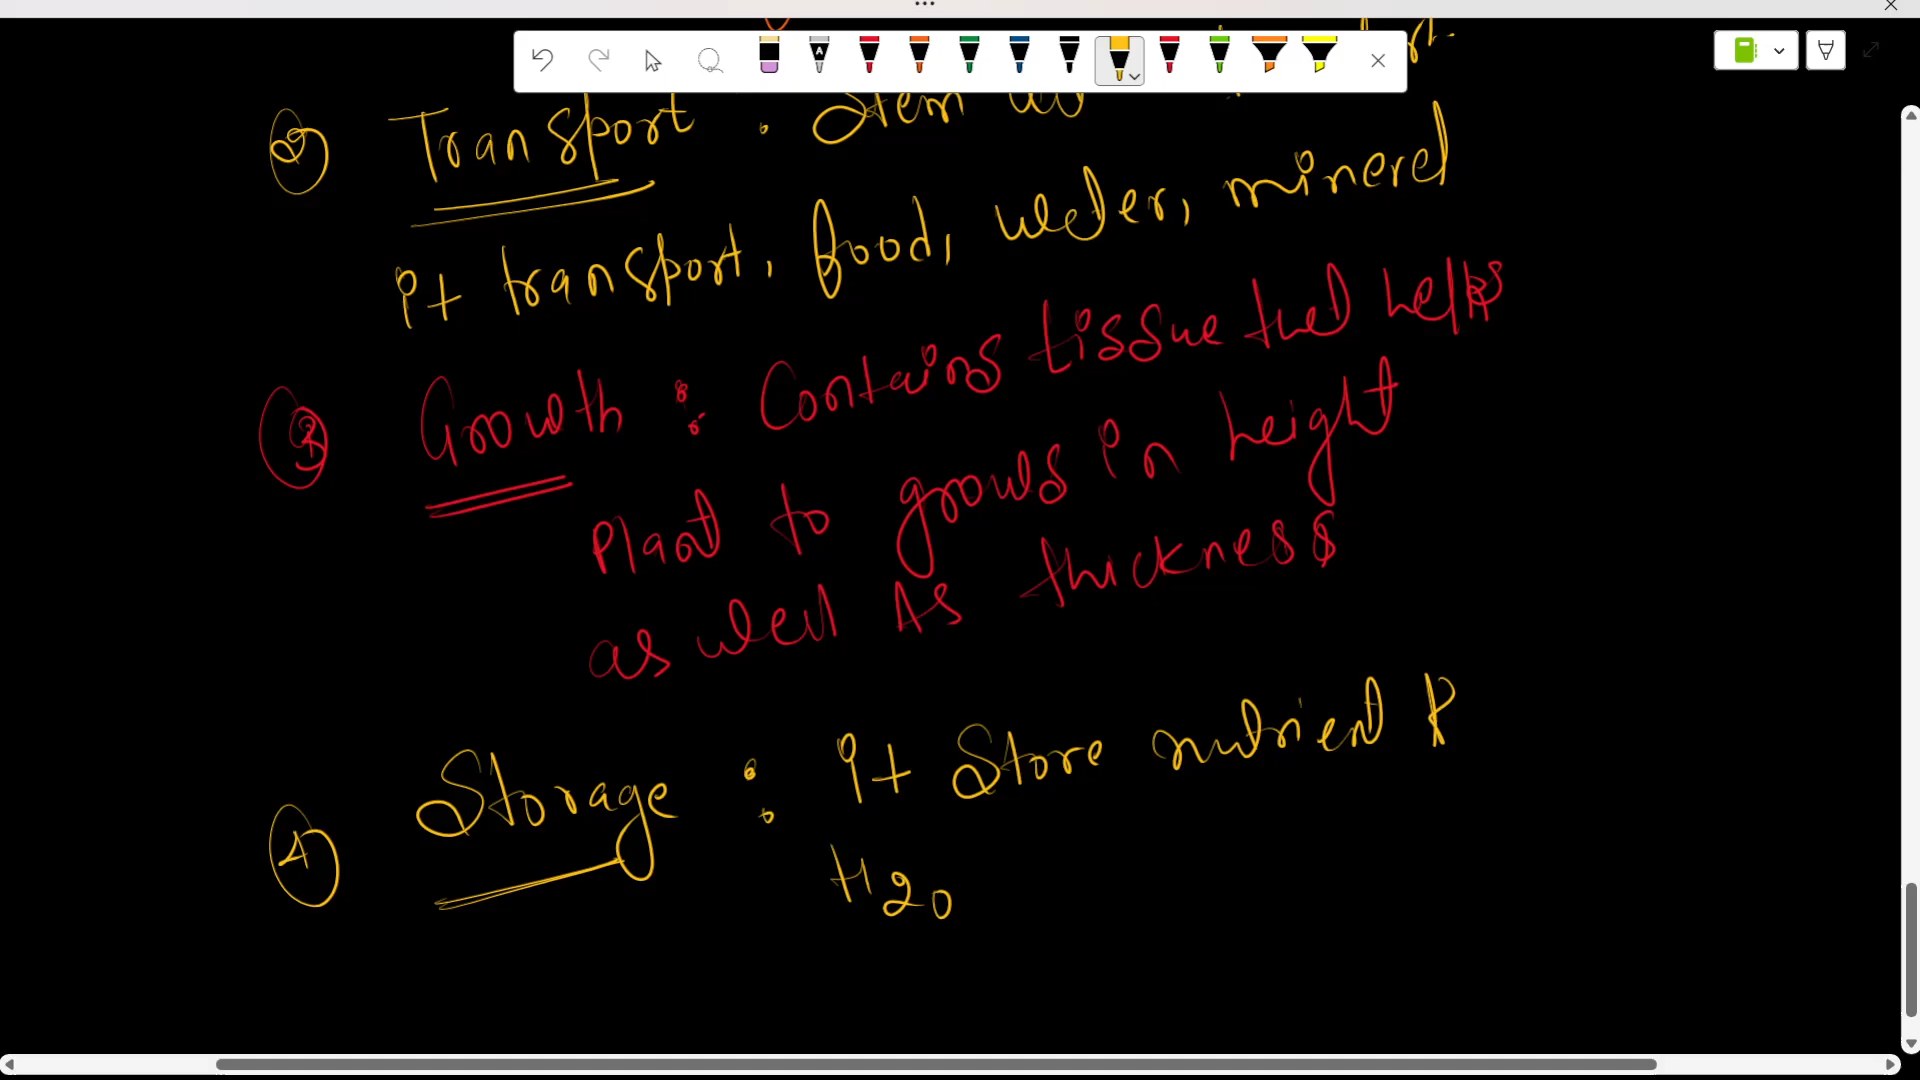 ② Transport : Stem
it transport, food, water, mineral
③ Growth : Contains tissue that helps
Plant to grows in height
as well As thickness
④ Storage : it Store nutrient &
H2O